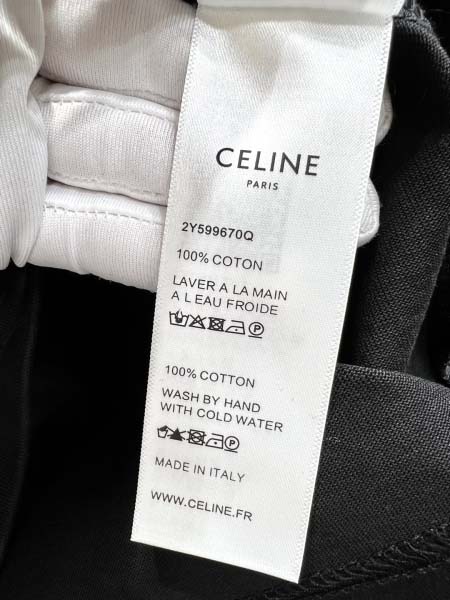 CELINE
PARIS
2Y599670Q
100% COTON
LAVER A LA MAIN
A L EAU FROIDE
100% COTTON
WASH BY HAND
WITH COLD WATER
MADE IN ITALY
WWW.CELINE.FR